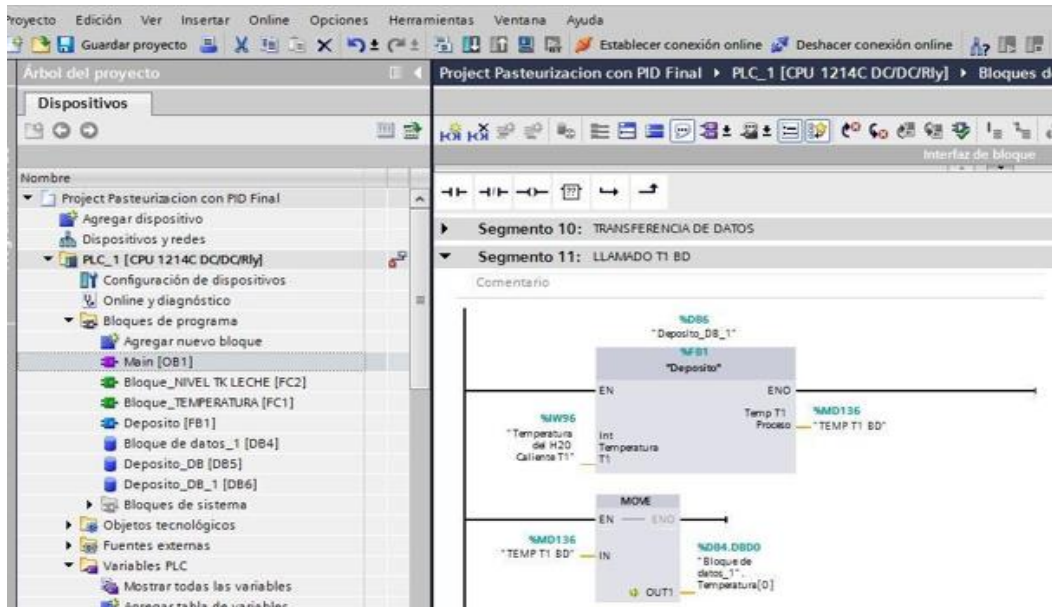 royecto Edición Ver Insertar Online Opciones Herramientas Ventana Ayuda
Guardar proyecto Establecer conexión online Deshacer conexión online
Árbol del proyecto
Project Pasteurizacion con PID Final PLC_1 [CPU 1214C DC/DC/Rly] Bloques d
Dispositivos
Interfaz de bloque
Nombre
Project Pasteurizacion con PID Final
Agregar dispositivo
Dispositivos y redes
PLC_1 [CPU 1214C DC/DC/Rly]
Configuración de dispositivos
Online y diagnóstico
Bloques de programa
Agregar nuevo bloque
Main [OB1]
Bloque_NIVEL TK LECHE [FC2]
Bloque_TEMPERATURA [FC1]
Deposito [FB1]
Bloque de datos_1 [DB4]
Deposito_DB [DB5]
Deposito_DB_1 [DB6]
Bloques de sistema
Objetos tecnológicos
Fuentes externas
Variables PLC
Mostrar todas las variables
Agregar tabla de variables
Segmento 10: TRANSFERENCIA DE DATOS
Segmento 11: LLAMADO T1 BD
Comentario
%DB6
"Deposito_DB_1"
%FB1
"Deposito"
EN ENO
%IW96
"Temperatura
del H2O
Caliente T1"
Int
Temperatura
T1
Temp T1
Proceso
%MD136
"TEMP T1 BD"
MOVE
EN ENO
%MD136
"TEMP T1 BD" IN
OUT1
%DB4.DBD0
"Bloque de
datos_1".
Temperatura[0]